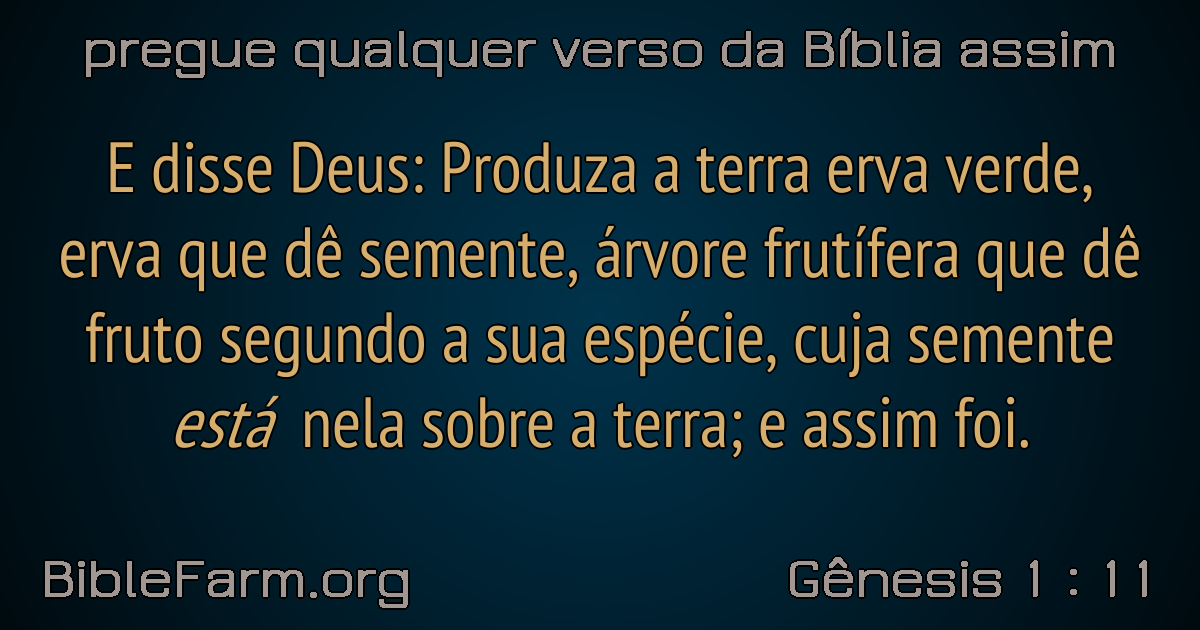 pregue qualquer verso da Bíblia assim
E disse Deus: Produza a terra erva verde,
erva que dê semente, árvore frutífera que dê
fruto segundo a sua espécie, cuja semente
está nela sobre a terra; e assim foi.
BibleFarm.org
Gênesis 1 : 11